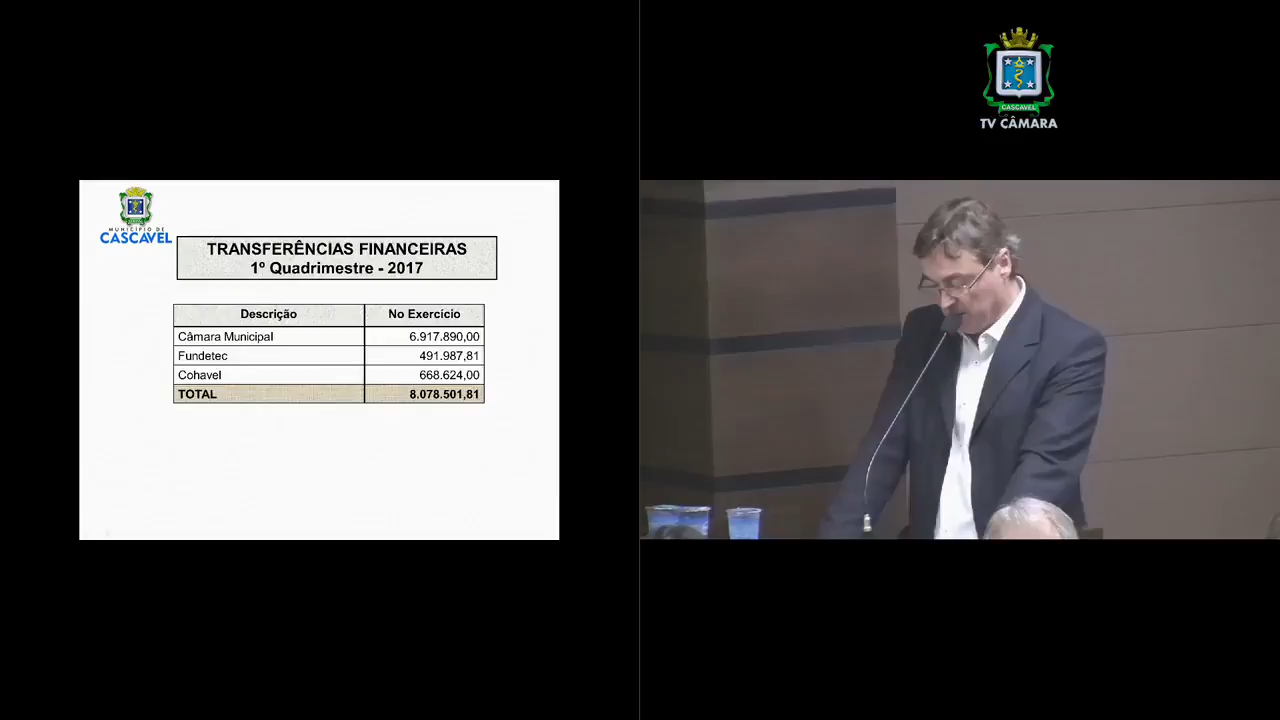 MUNICÍPIO DE
CASCAVEL
TRANSFERÊNCIAS FINANCEIRAS
1º Quadrimestre - 2017
Descrição No Exercício
Câmara Municipal 6.917.890,00
Fundetec 491.987,81
Cohavel 668.624,00
TOTAL 8.078.501,81
CASCAVEL
TV CÂMARA